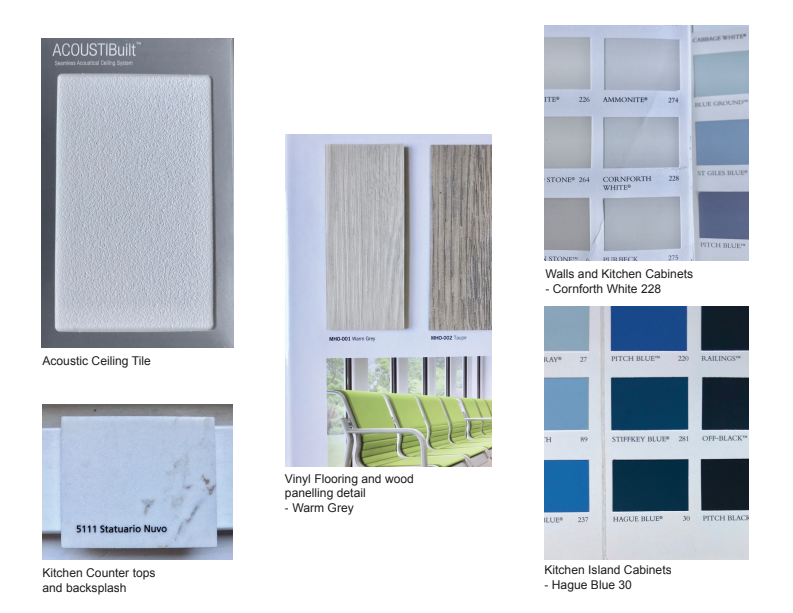 ACOUSTIBuilt™
Seamless Acoustical Ceiling System
Acoustic Ceiling Tile
5111 Statuario Nuvo
Kitchen Counter tops
and backsplash
MHO-001 Warm Grey
MHO-002 Taupe
Vinyl Flooring and wood
panelling detail
- Warm Grey
CABBAGE WHITE®
226 AMMONITE® 274
BLUE GROUND™
STONE® 264 CORNFORTH WHITE® 228
ST GILES BLUE®
STONE™ PURBECK 275
PITCH BLUE™
Walls and Kitchen Cabinets
- Cornforth White 228
27 PITCH BLUE™ 220 RAILINGS™
89 STIFFKEY BLUE® 281 OFF-BLACK™
BLUE® 237 HAGUE BLUE® 30 PITCH BLACK
Kitchen Island Cabinets
- Hague Blue 30